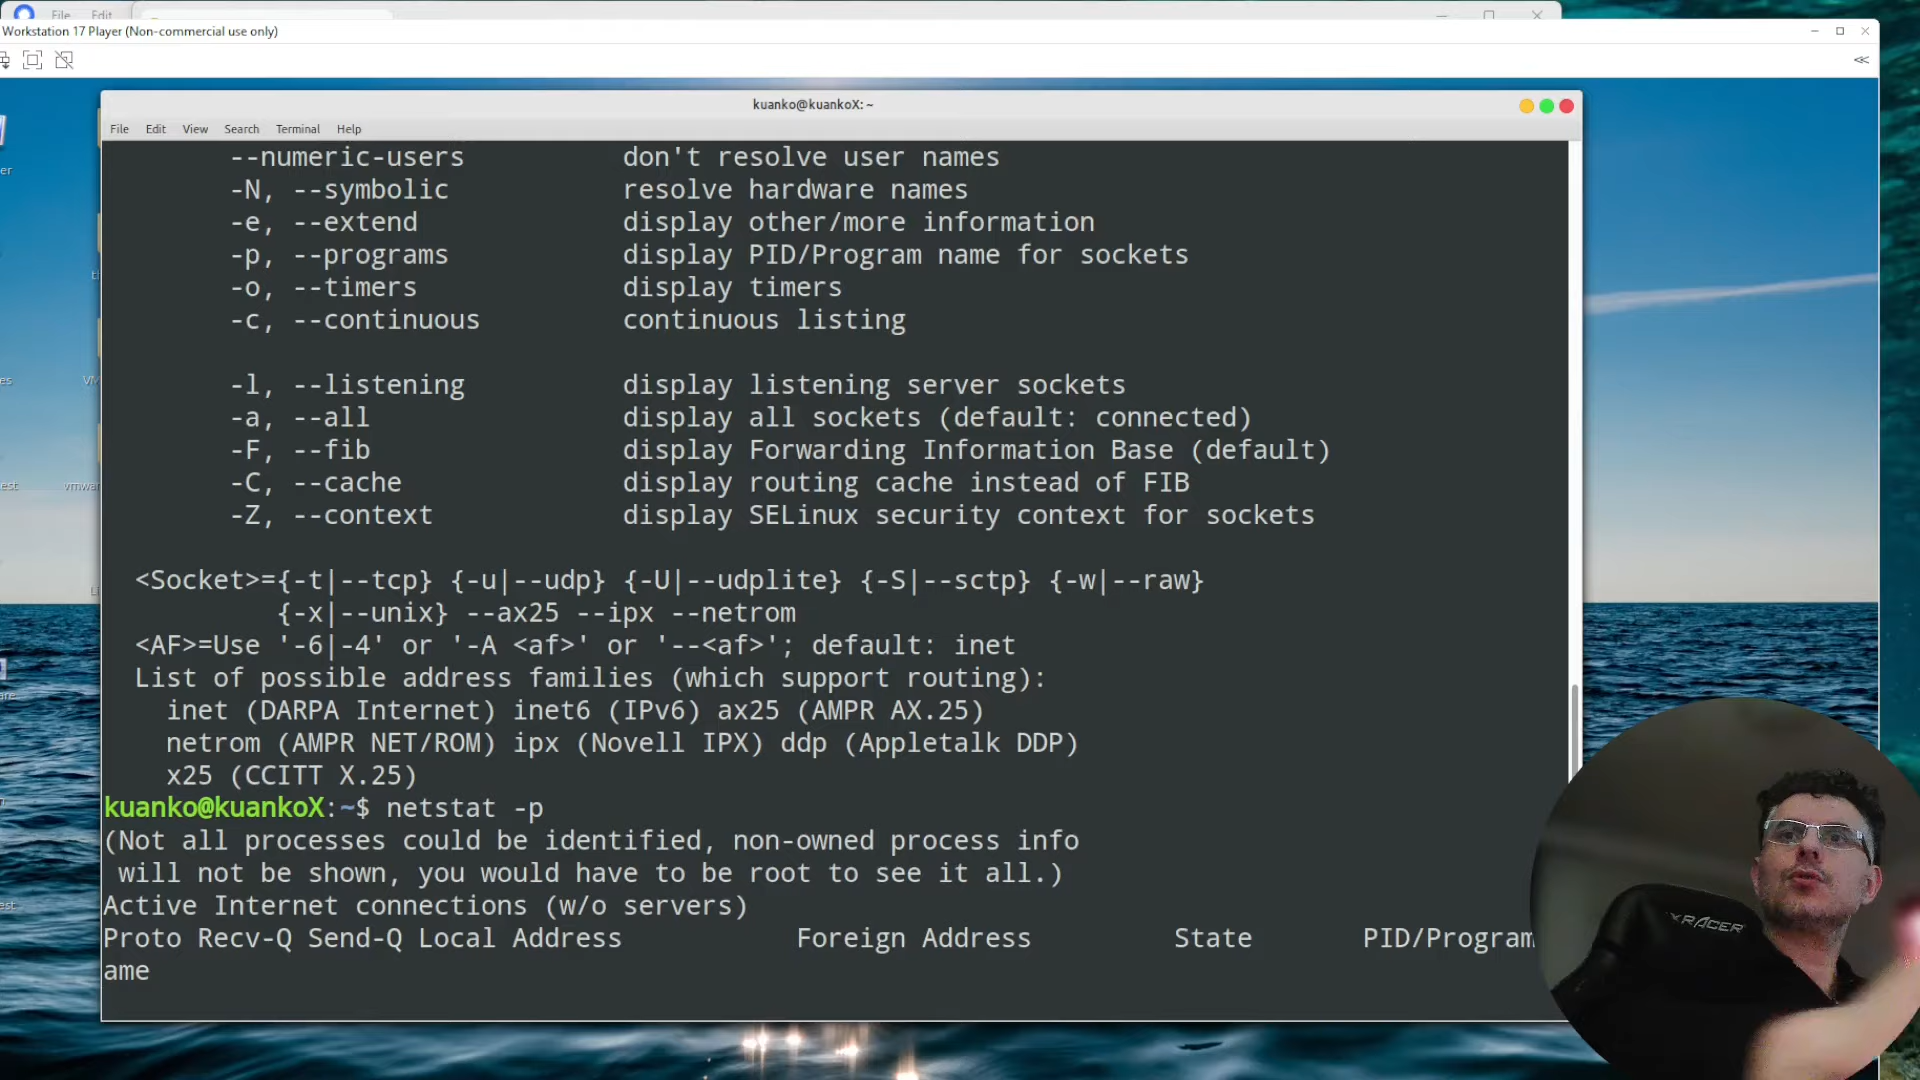 File Edit
Workstation 17 Player (Non-commercial use only)
kuanko@kuankoX: ~
File Edit View Search Terminal Help
--numeric-users don't resolve user names
-N, --symbolic resolve hardware names
-e, --extend display other/more information
-p, --programs display PID/Program name for sockets
-o, --timers display timers
-c, --continuous continuous listing
-l, --listening display listening server sockets
-a, --all display all sockets (default: connected)
-F, --fib display Forwarding Information Base (default)
-C, --cache display routing cache instead of FIB
-Z, --context display SELinux security context for sockets
<Socket>={-t|--tcp} {-u|--udp} {-U|--udplite} {-S|--sctp} {-w|--raw}
{-x|--unix} --ax25 --ipx --netrom
<AF>=Use '-6|-4' or '-A <af>' or '--<af>'; default: inet
List of possible address families (which support routing):
inet (DARPA Internet) inet6 (IPv6) ax25 (AMPR AX.25)
netrom (AMPR NET/ROM) ipx (Novell IPX) ddp (Appletalk DDP)
x25 (CCITT X.25)
kuanko@kuankoX:~$ netstat -p
(Not all processes could be identified, non-owned process info
will not be shown, you would have to be root to see it all.)
Active Internet connections (w/o servers)
Proto Recv-Q Send-Q Local Address Foreign Address State PID/Program
ame